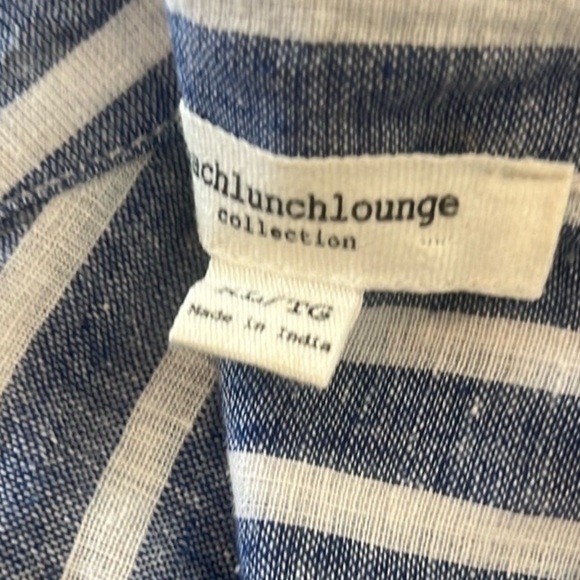 achlunchlounge
collection
XL/TG
Made in India